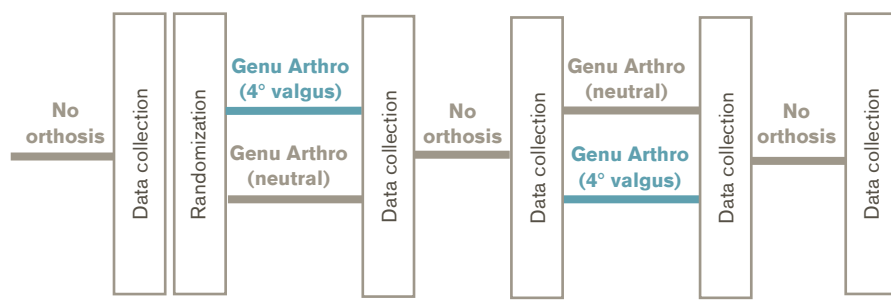 No
orthosis
Data collection
Randomization
Genu Arthro
(4° valgus)
Genu Arthro
(neutral)
Data collection
No
orthosis
Data collection
Genu Arthro
(neutral)
Genu Arthro
(4° valgus)
Data collection
No
orthosis
Data collection